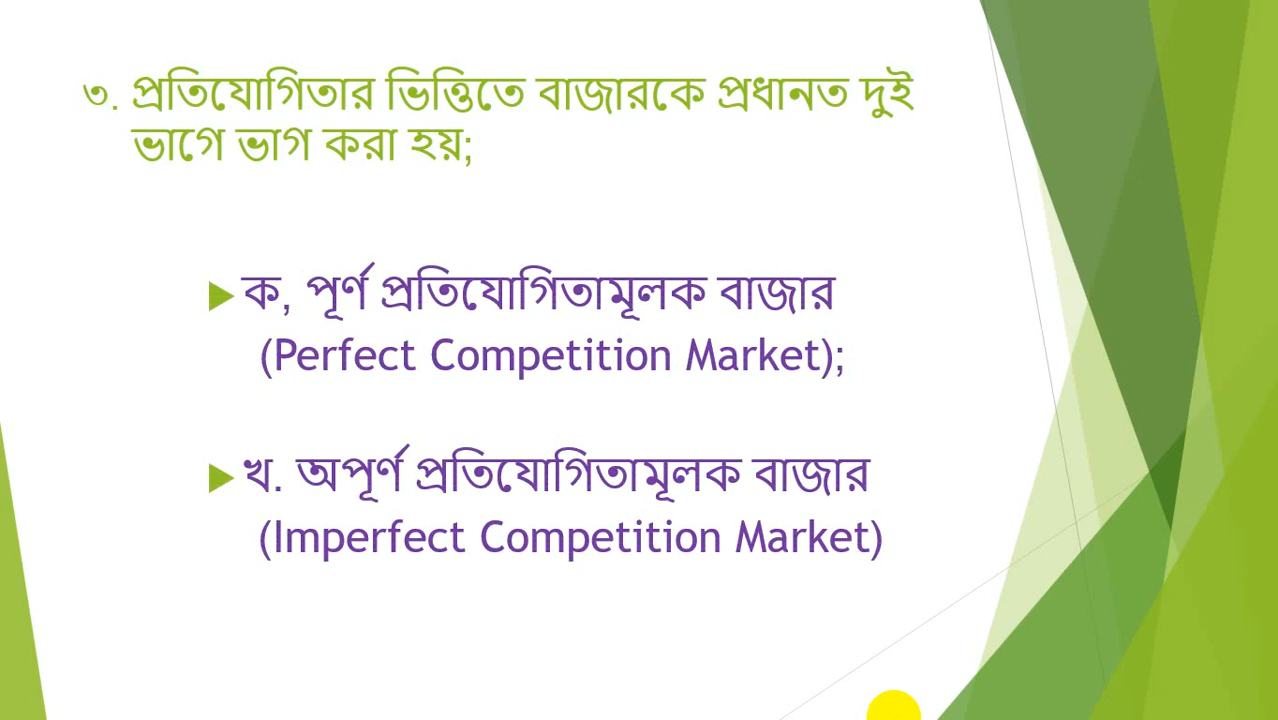 ৩. প্রতিযোগিতার ভিত্তিতে বাজারকে প্রধানত দুই
ভাগে ভাগ করা হয়;
ক, পূর্ণ প্রতিযোগিতামূলক বাজার
(Perfect Competition Market);
খ. অপূর্ণ প্রতিযোগিতামূলক বাজার
(Imperfect Competition Market)